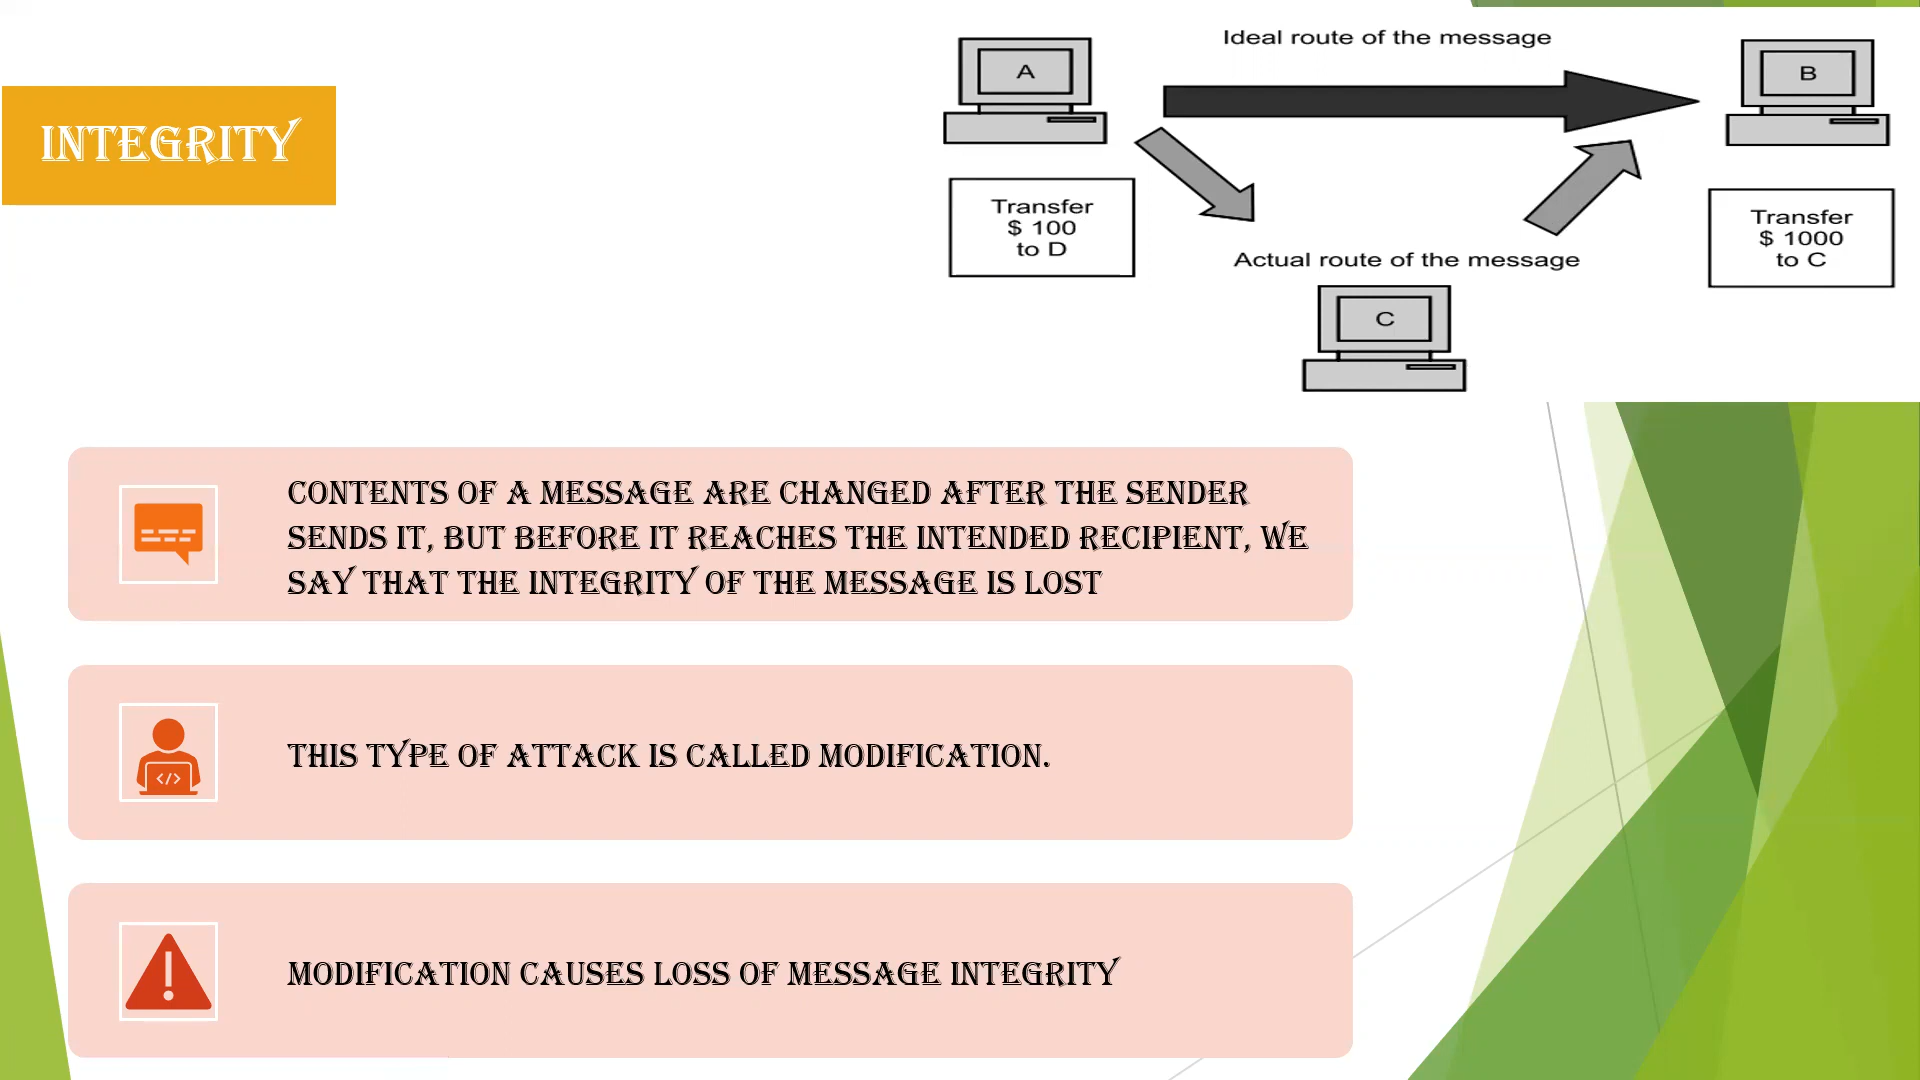 INTEGRITY
Ideal route of the message
A
B
Transfer
$ 100
to D
Transfer
$ 1000
to C
Actual route of the message
C
CONTENTS OF A MESSAGE ARE CHANGED AFTER THE SENDER
SENDS IT, BUT BEFORE IT REACHES THE INTENDED RECIPIENT, WE
SAY THAT THE INTEGRITY OF THE MESSAGE IS LOST
</>
THIS TYPE OF ATTACK IS CALLED MODIFICATION.
MODIFICATION CAUSES LOSS OF MESSAGE INTEGRITY